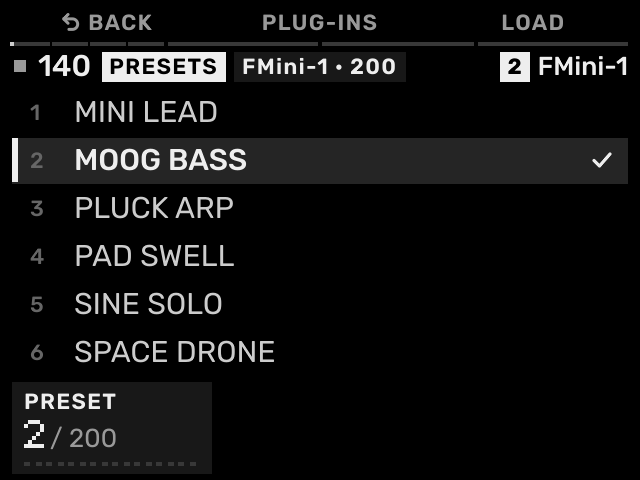 BACK PLUG-INS LOAD
140 PRESETS FMini-1 • 200 2 FMini-1
1 MINI LEAD
2 MOOG BASS
3 PLUCK ARP
4 PAD SWELL
5 SINE SOLO
6 SPACE DRONE
PRESET
2 / 200